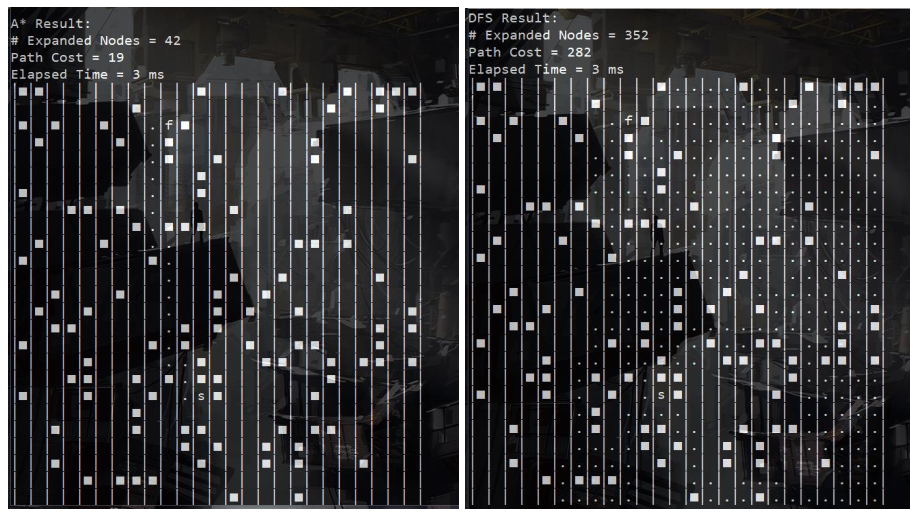 A* Result:
# Expanded Nodes = 42
Path Cost = 19
Elapsed Time = 3 ms
f
s
DFS Result:
# Expanded Nodes = 352
Path Cost = 282
Elapsed Time = 3 ms
f
s